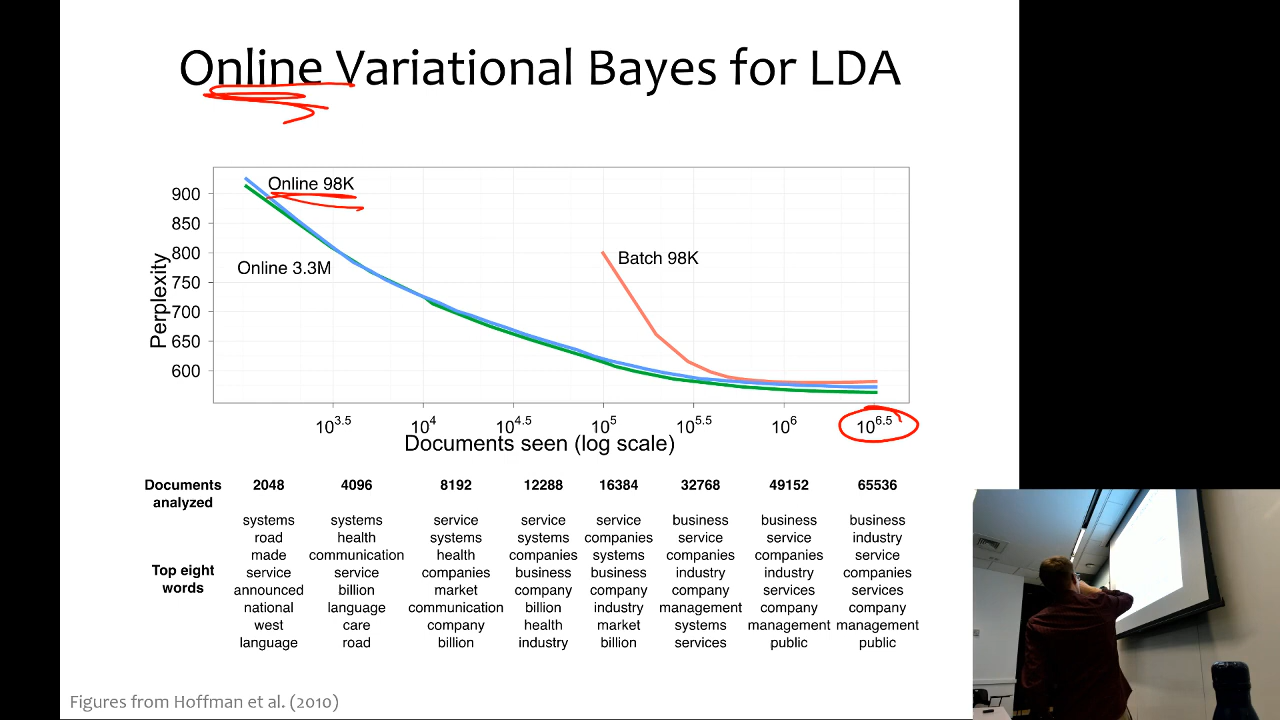 Online Variational Bayes for LDA
Online 98K
Online 3.3M
Batch 98K
Perplexity
900
850
800
750
700
650
600
10^3.5 10^4 10^4.5 10^5 10^5.5 10^6 10^6.5
Documents seen (log scale)
Documents analyzed 2048 4096 8192 12288 16384 32768 49152 65536
Top eight words
systems systems service service service business business business
road health systems systems companies service service industry
made communication health companies systems companies companies service
service service companies business business industry industry companies
announced billion market company company company services services
national language communication billion industry management company company
west care company health market systems management management
language road billion industry billion services public public
Figures from Hoffman et al. (2010)